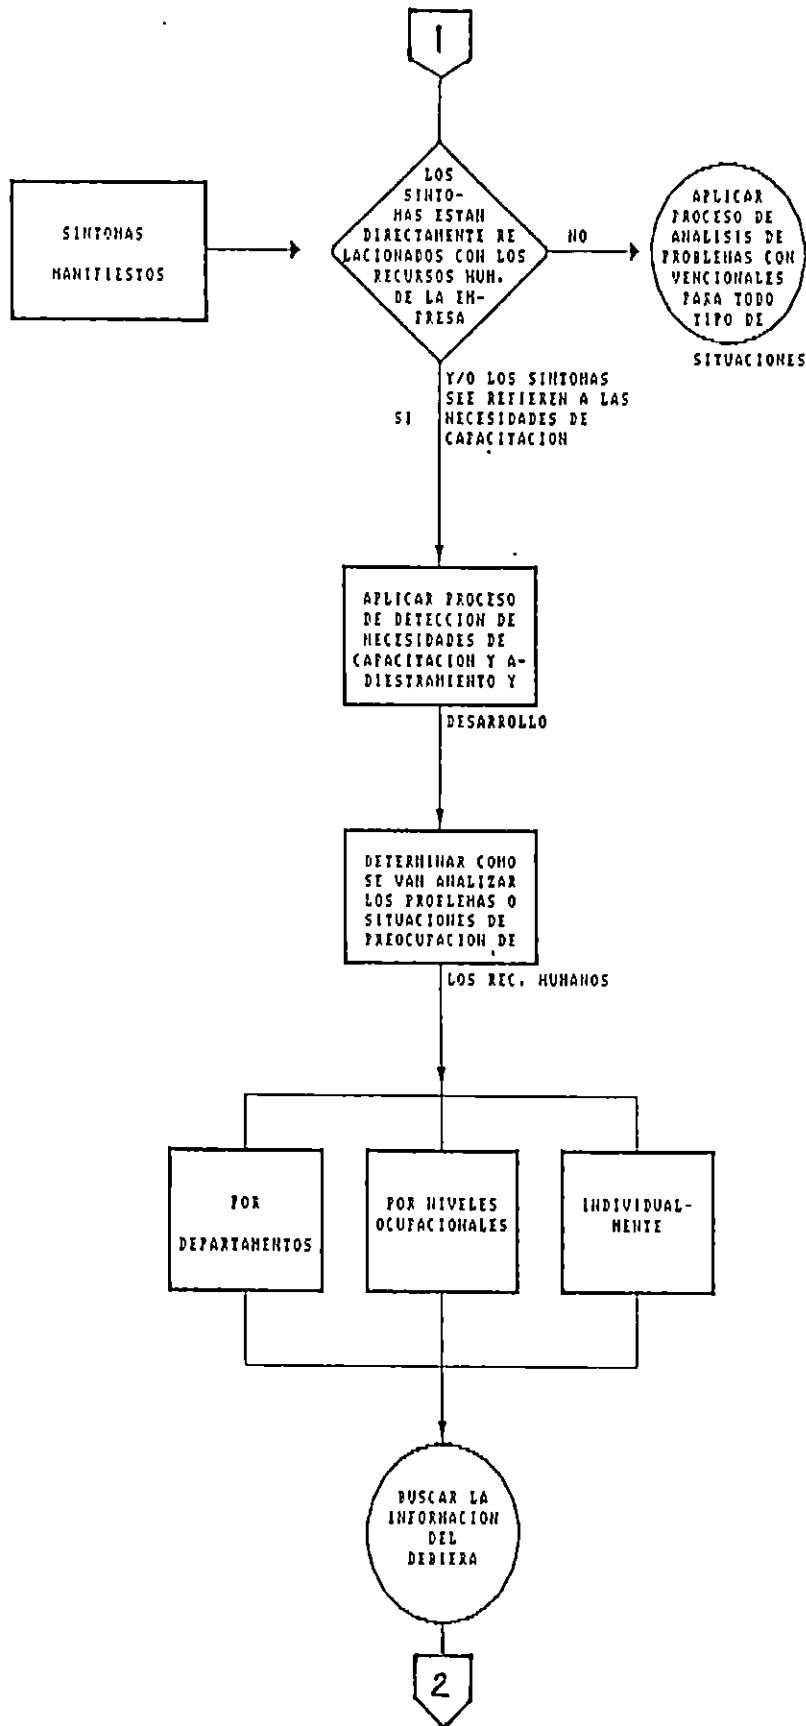 1
SINTOMAS
MANIFIESTOS
LOS
SINTO-
MAS ESTAN
DIRECTAMENTE RE
LACIONADOS CON LOS
RECURSOS HUM.
DE LA EM-
PRESA
NO
APLICAR
PROCESO DE
ANALISIS DE
PROBLEMAS CON
VENCIONALES
PARA TODO
TIPO DE
SITUACIONES
SI
Y/O LOS SINTOMAS
SEE REFIEREN A LAS
NECESIDADES DE
CAPACITACION
APLICAR PROCESO
DE DETECCION DE
NECESIDADES DE
CAPACITACION Y A-
DIESTRAMIENTO Y
DESARROLLO
DETERMINAR COMO
SE VAN ANALIZAR
LOS PROBLEMAS O
SITUACIONES DE
PREOCUPACION DE
LOS REC. HUMANOS
POR
DEPARTAMENTOS
POR NIVELES
OCUPACIONALES
INDIVIDUAL-
MENTE
BUSCAR LA
INFORMACION
DEL
DEBIERA
2